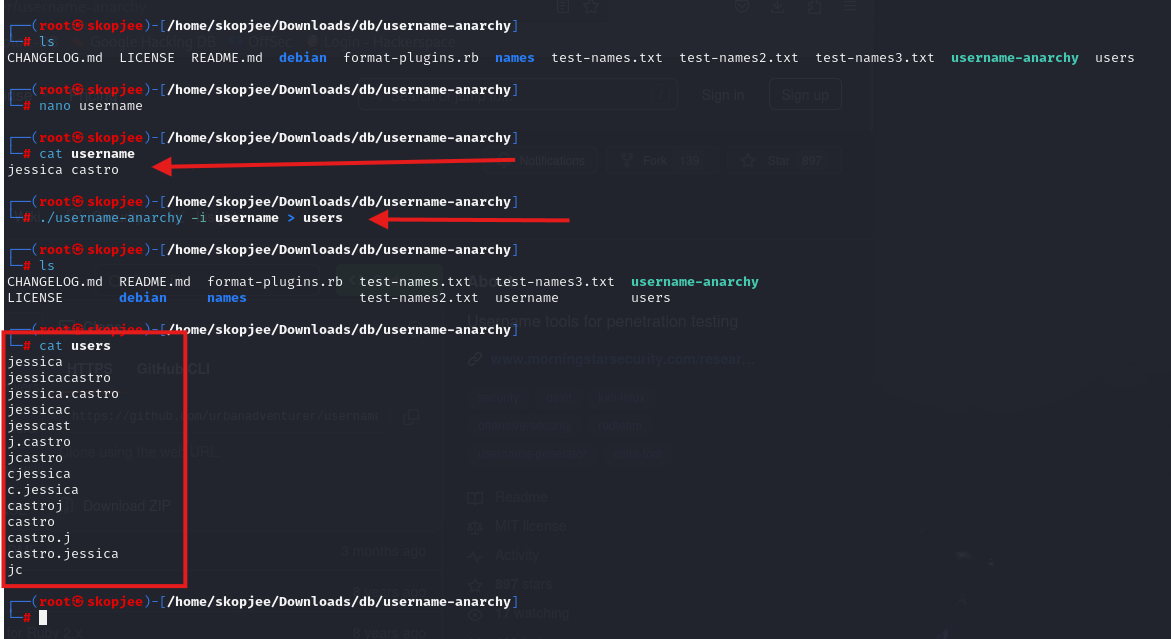 ┌──(root㉿skopjee)-[/home/skopjee/Downloads/db/username-anarchy]
└─# ls
CHANGELOG.md LICENSE README.md debian format-plugins.rb names test-names.txt test-names2.txt test-names3.txt username-anarchy users
┌──(root㉿skopjee)-[/home/skopjee/Downloads/db/username-anarchy]
└─# nano username
Sign in Sign up
┌──(root㉿skopjee)-[/home/skopjee/Downloads/db/username-anarchy]
└─# cat username
jessica castro
Notifications Fork 133 Star 897
┌──(root㉿skopjee)-[/home/skopjee/Downloads/db/username-anarchy]
└─# ./username-anarchy -i username > users
┌──(root㉿skopjee)-[/home/skopjee/Downloads/db/username-anarchy]
└─# ls
CHANGELOG.md README.md format-plugins.rb test-names.txt test-names3.txt username-anarchy
LICENSE debian names test-names2.txt username users
About
Username tools for penetration testing
┌──(root㉿skopjee)-[/home/skopjee/Downloads/db/username-anarchy]
└─# cat users
jessica
jessicacastro
jessica.castro
jessicac
jesscast
j.castro
jcastro
cjessica
c.jessica
castroj
castro
castro.j
castro.jessica
jc
HTTPS GitHub CLI
https://github.com/urbanadventurer/usernam
Download ZIP
3 months ago
www.morningstarsecurity.com/resear...
Readme
MIT license
Activity
897 stars
17 watching
┌──(root㉿skopjee)-[/home/skopjee/Downloads/db/username-anarchy]
└─#